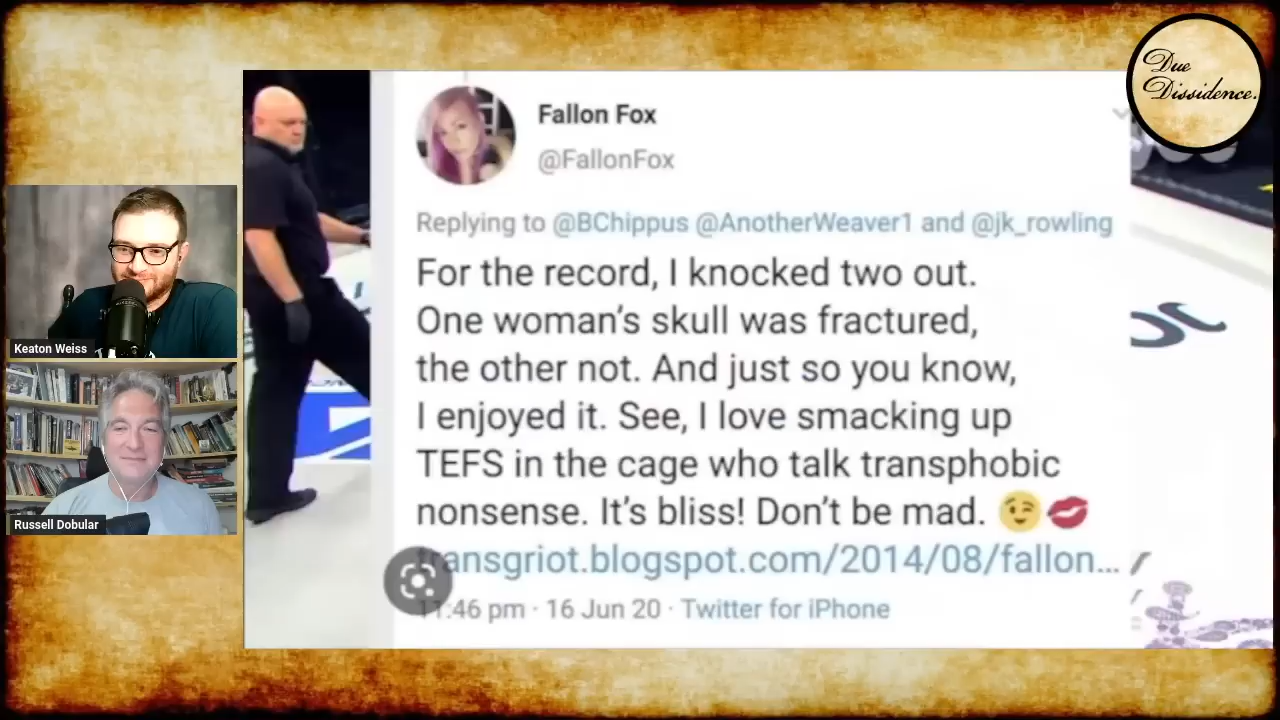 Due
Dissidence.
Fallon Fox
@FallonFox
Replying to @BChippus @AnotherWeaver1 and @jk_rowling
For the record, I knocked two out.
One woman's skull was fractured,
the other not. And just so you know,
I enjoyed it. See, I love smacking up
TEFS in the cage who talk transphobic
nonsense. It's bliss! Don't be mad. 😉💋
transgriot.blogspot.com/2014/08/fallon...
11:46 pm · 16 Jun 20 · Twitter for iPhone
Keaton Weiss
Russell Dobular